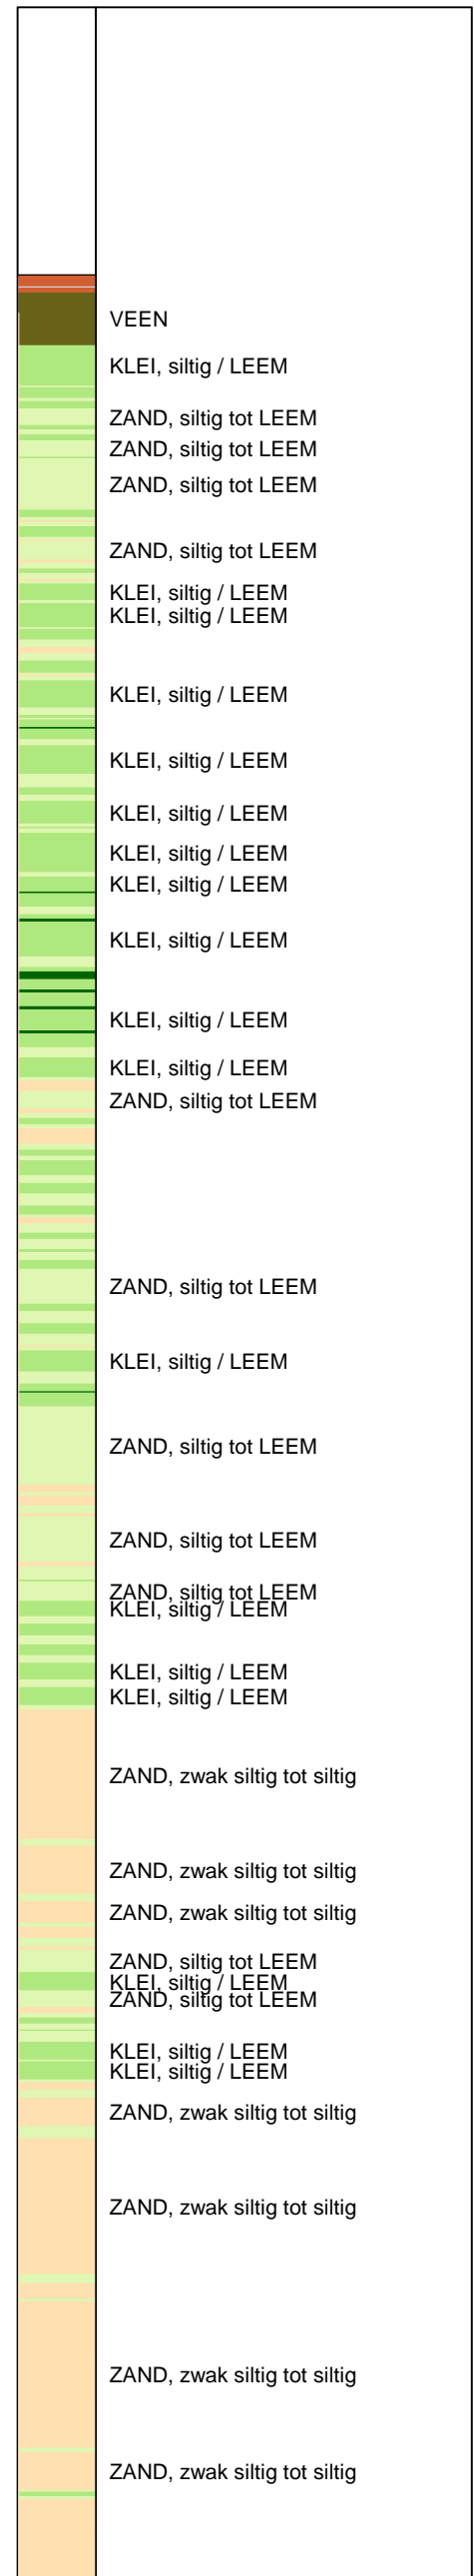 VEEN
KLEI, siltig / LEEM
ZAND, siltig tot LEEM
ZAND, siltig tot LEEM
ZAND, siltig tot LEEM
ZAND, siltig tot LEEM
KLEI, siltig / LEEM
KLEI, siltig / LEEM
KLEI, siltig / LEEM
KLEI, siltig / LEEM
KLEI, siltig / LEEM
KLEI, siltig / LEEM
KLEI, siltig / LEEM
KLEI, siltig / LEEM
KLEI, siltig / LEEM
KLEI, siltig / LEEM
ZAND, siltig tot LEEM
ZAND, siltig tot LEEM
KLEI, siltig / LEEM
ZAND, siltig tot LEEM
ZAND, siltig tot LEEM
ZAND, siltig tot LEEM
KLEI, siltig / LEEM
KLEI, siltig / LEEM
KLEI, siltig / LEEM
ZAND, zwak siltig tot siltig
ZAND, zwak siltig tot siltig
ZAND, zwak siltig tot siltig
ZAND, siltig tot LEEM
KLEI, siltig / LEEM
ZAND, siltig tot LEEM
KLEI, siltig / LEEM
KLEI, siltig / LEEM
ZAND, zwak siltig tot siltig
ZAND, zwak siltig tot siltig
ZAND, zwak siltig tot siltig
ZAND, zwak siltig tot siltig